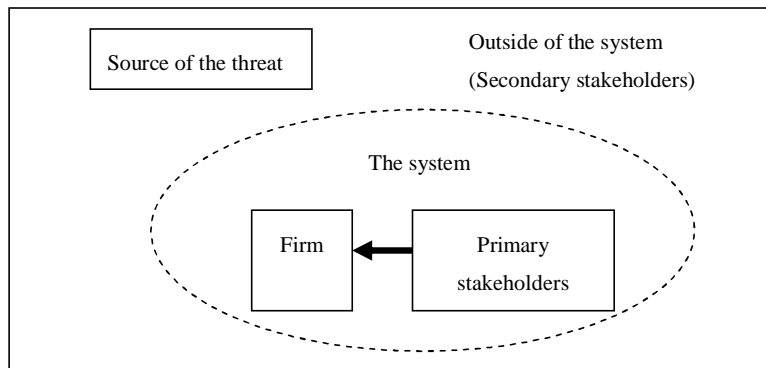 Source of the threat
Outside of the system
(Secondary stakeholders)
The system
Firm
Primary
stakeholders